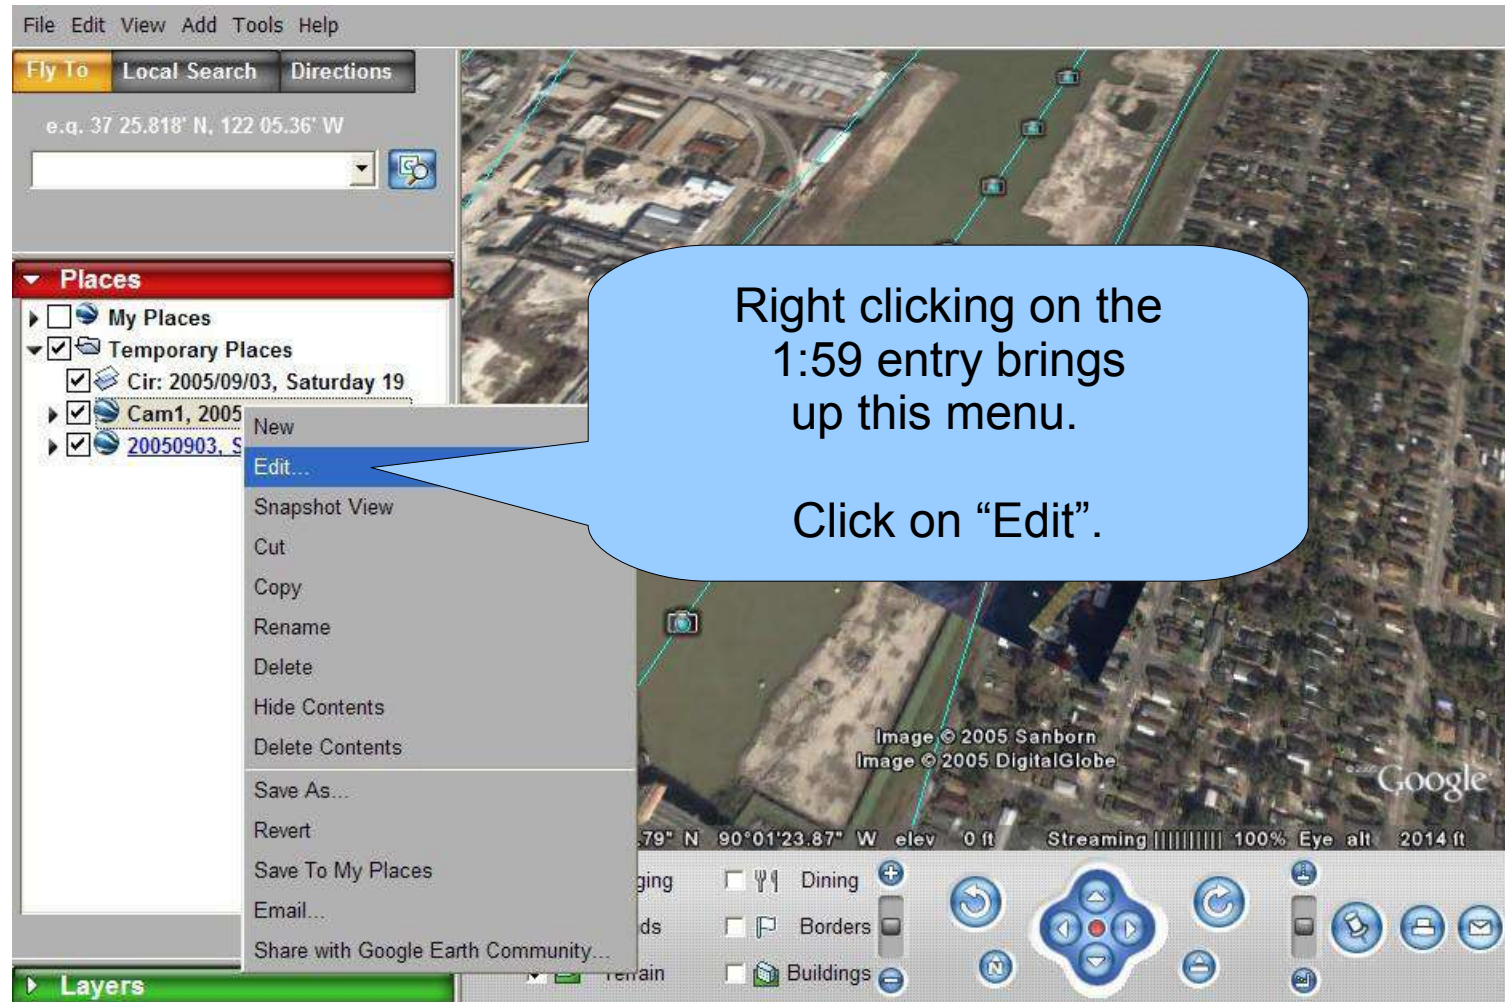 File Edit View Add Tools Help
Fly To Local Search Directions
e.g. 37 25.818' N, 122 05.36' W
Places
My Places
Temporary Places
Cir: 2005/09/03, Saturday 19
Cam1, 2005
20050903, S
New
Edit...
Snapshot View
Cut
Copy
Rename
Delete
Hide Contents
Delete Contents
Save As...
Revert
Save To My Places
Email...
Share with Google Earth Community...
Right clicking on the
1:59 entry brings
up this menu.
Click on “Edit”.
Image © 2005 Sanborn
Image © 2005 DigitalGlobe
Google
.79" N 90°01'23.87" W elev 0 ft Streaming |||||||||| 100% Eye alt 2014 ft
ging Dining
ds Borders
Terrain Buildings
N
Layers